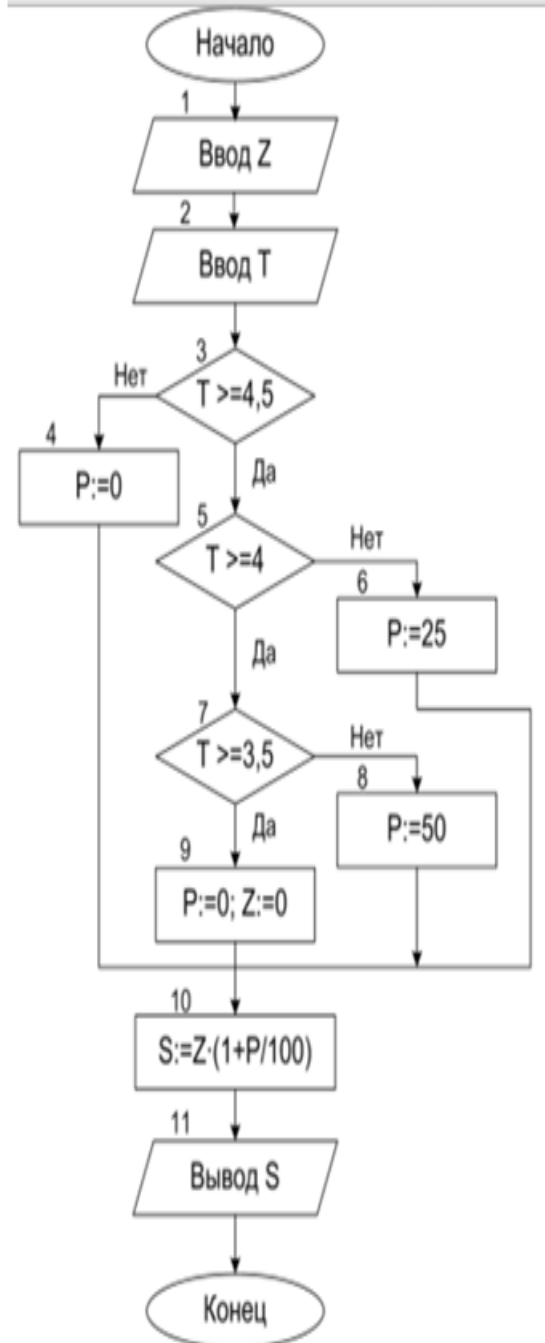 Начало
1
Ввод Z
2
Ввод T
3
Нет
T >=4,5
4
P:=0
Да
5
Нет
T >=4
6
P:=25
Да
7
Нет
T >=3,5
8
P:=50
Да
9
P:=0; Z:=0
10
S:=Z·(1+P/100)
11
Вывод S
Конец